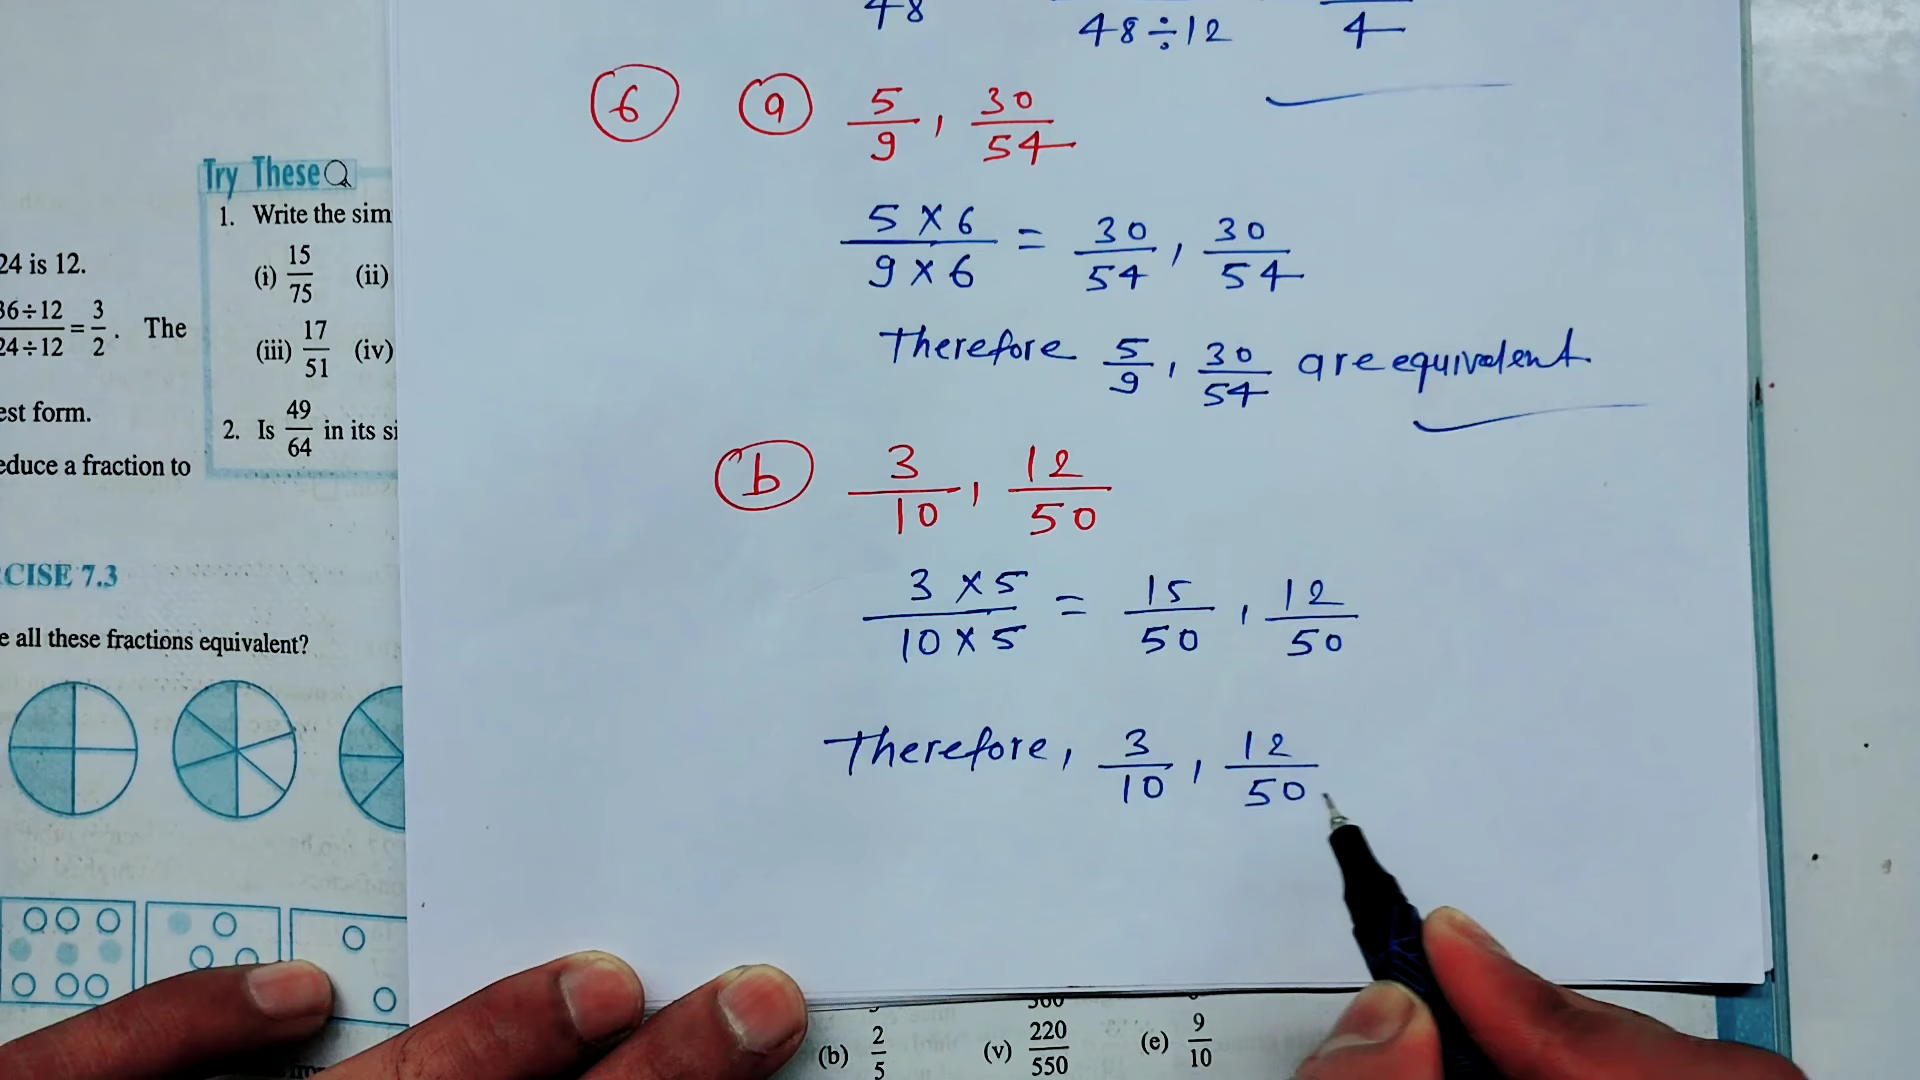 48 48÷12 4
6 a 5/9 , 30/54
5×6/9×6 = 30/54 , 30/54
Therefore 5/9 , 30/54 are equivalent
b 3/10 , 12/50
3×5/10×5 = 15/50 , 12/50
Therefore, 3/10 , 12/50
Try These
1. Write the sim
(i) 15/75 (ii)
(iii) 17/51 (iv)
2. Is 49/64 in its si
24 is 12.
36÷12/24÷12 = 3/2 . The
est form.
educe a fraction to
CISE 7.3
e all these fractions equivalent?
(b) 2/5 (v) 220/550 (e) 9/10